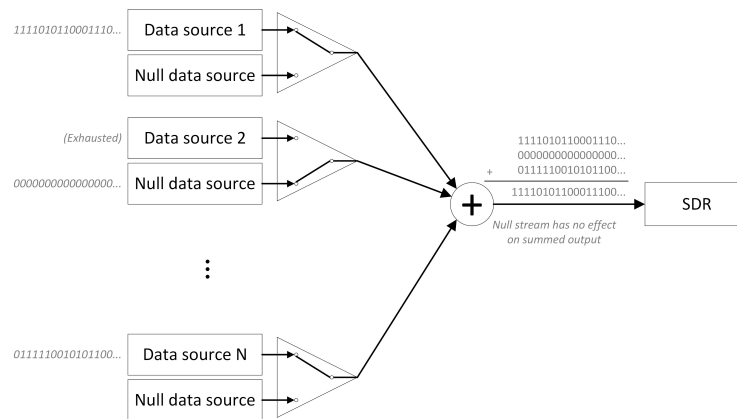 1111010110001110...
Data source 1
Null data source
(Exhausted)
Data source 2
0000000000000000...
Null data source
1111010110001110...
0000000000000000...
+ 0111110010101100...
11110101100011100...
+
SDR
Null stream has no effect
on summed output
0111110010101100...
Data source N
Null data source